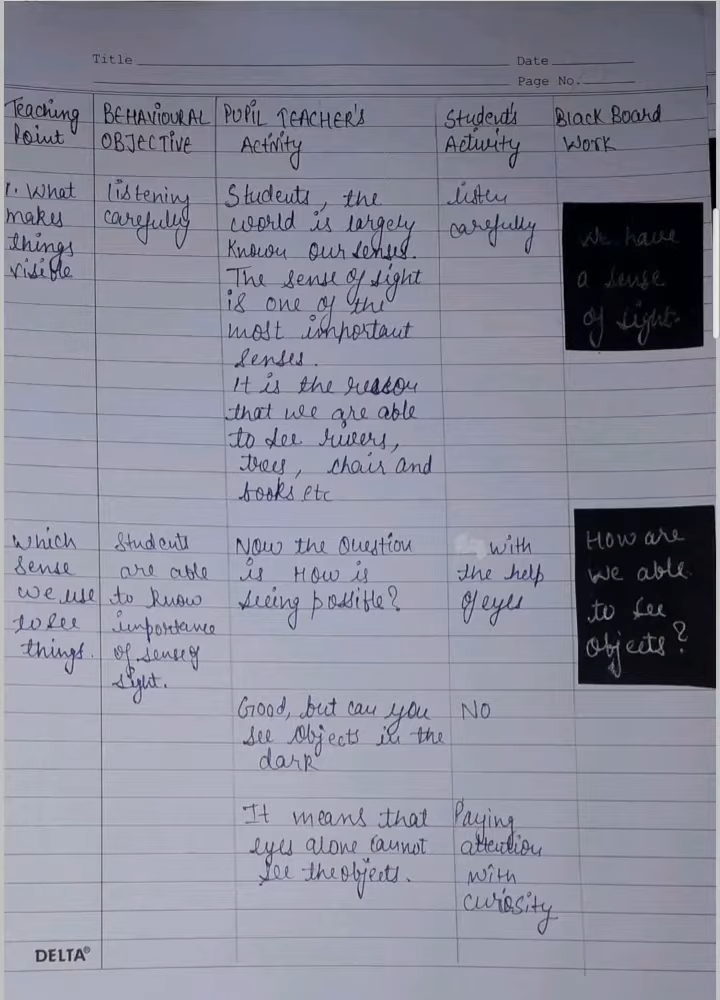 Title
Date
Page No.
Teaching
Point
BEHAVIOURAL
OBJECTIVE
PUPIL TEACHER'S
Activity
Student's
Activity
Black Board
Work
1. What
makes
things
visible
listening
carefully
Students, the
world is largely
known our senses.
The sense of sight
is one of the
most important
senses.
It is the reason
that we are able
to see rivers,
trees, chair and
books etc
listen
carefully
We have
a sense
of sight.
which
sense
we use
to see
things.
Students
are able
to know
importance
of sense of
sight.
Now the Question
is How is
seeing possible?
with
the help
of eyes
How are
we able
to see
objects?
Good, but can you
see objects in the
dark
NO
It means that
eyes alone cannot
see the objects.
Paying
attention
with
curiosity
DELTA®